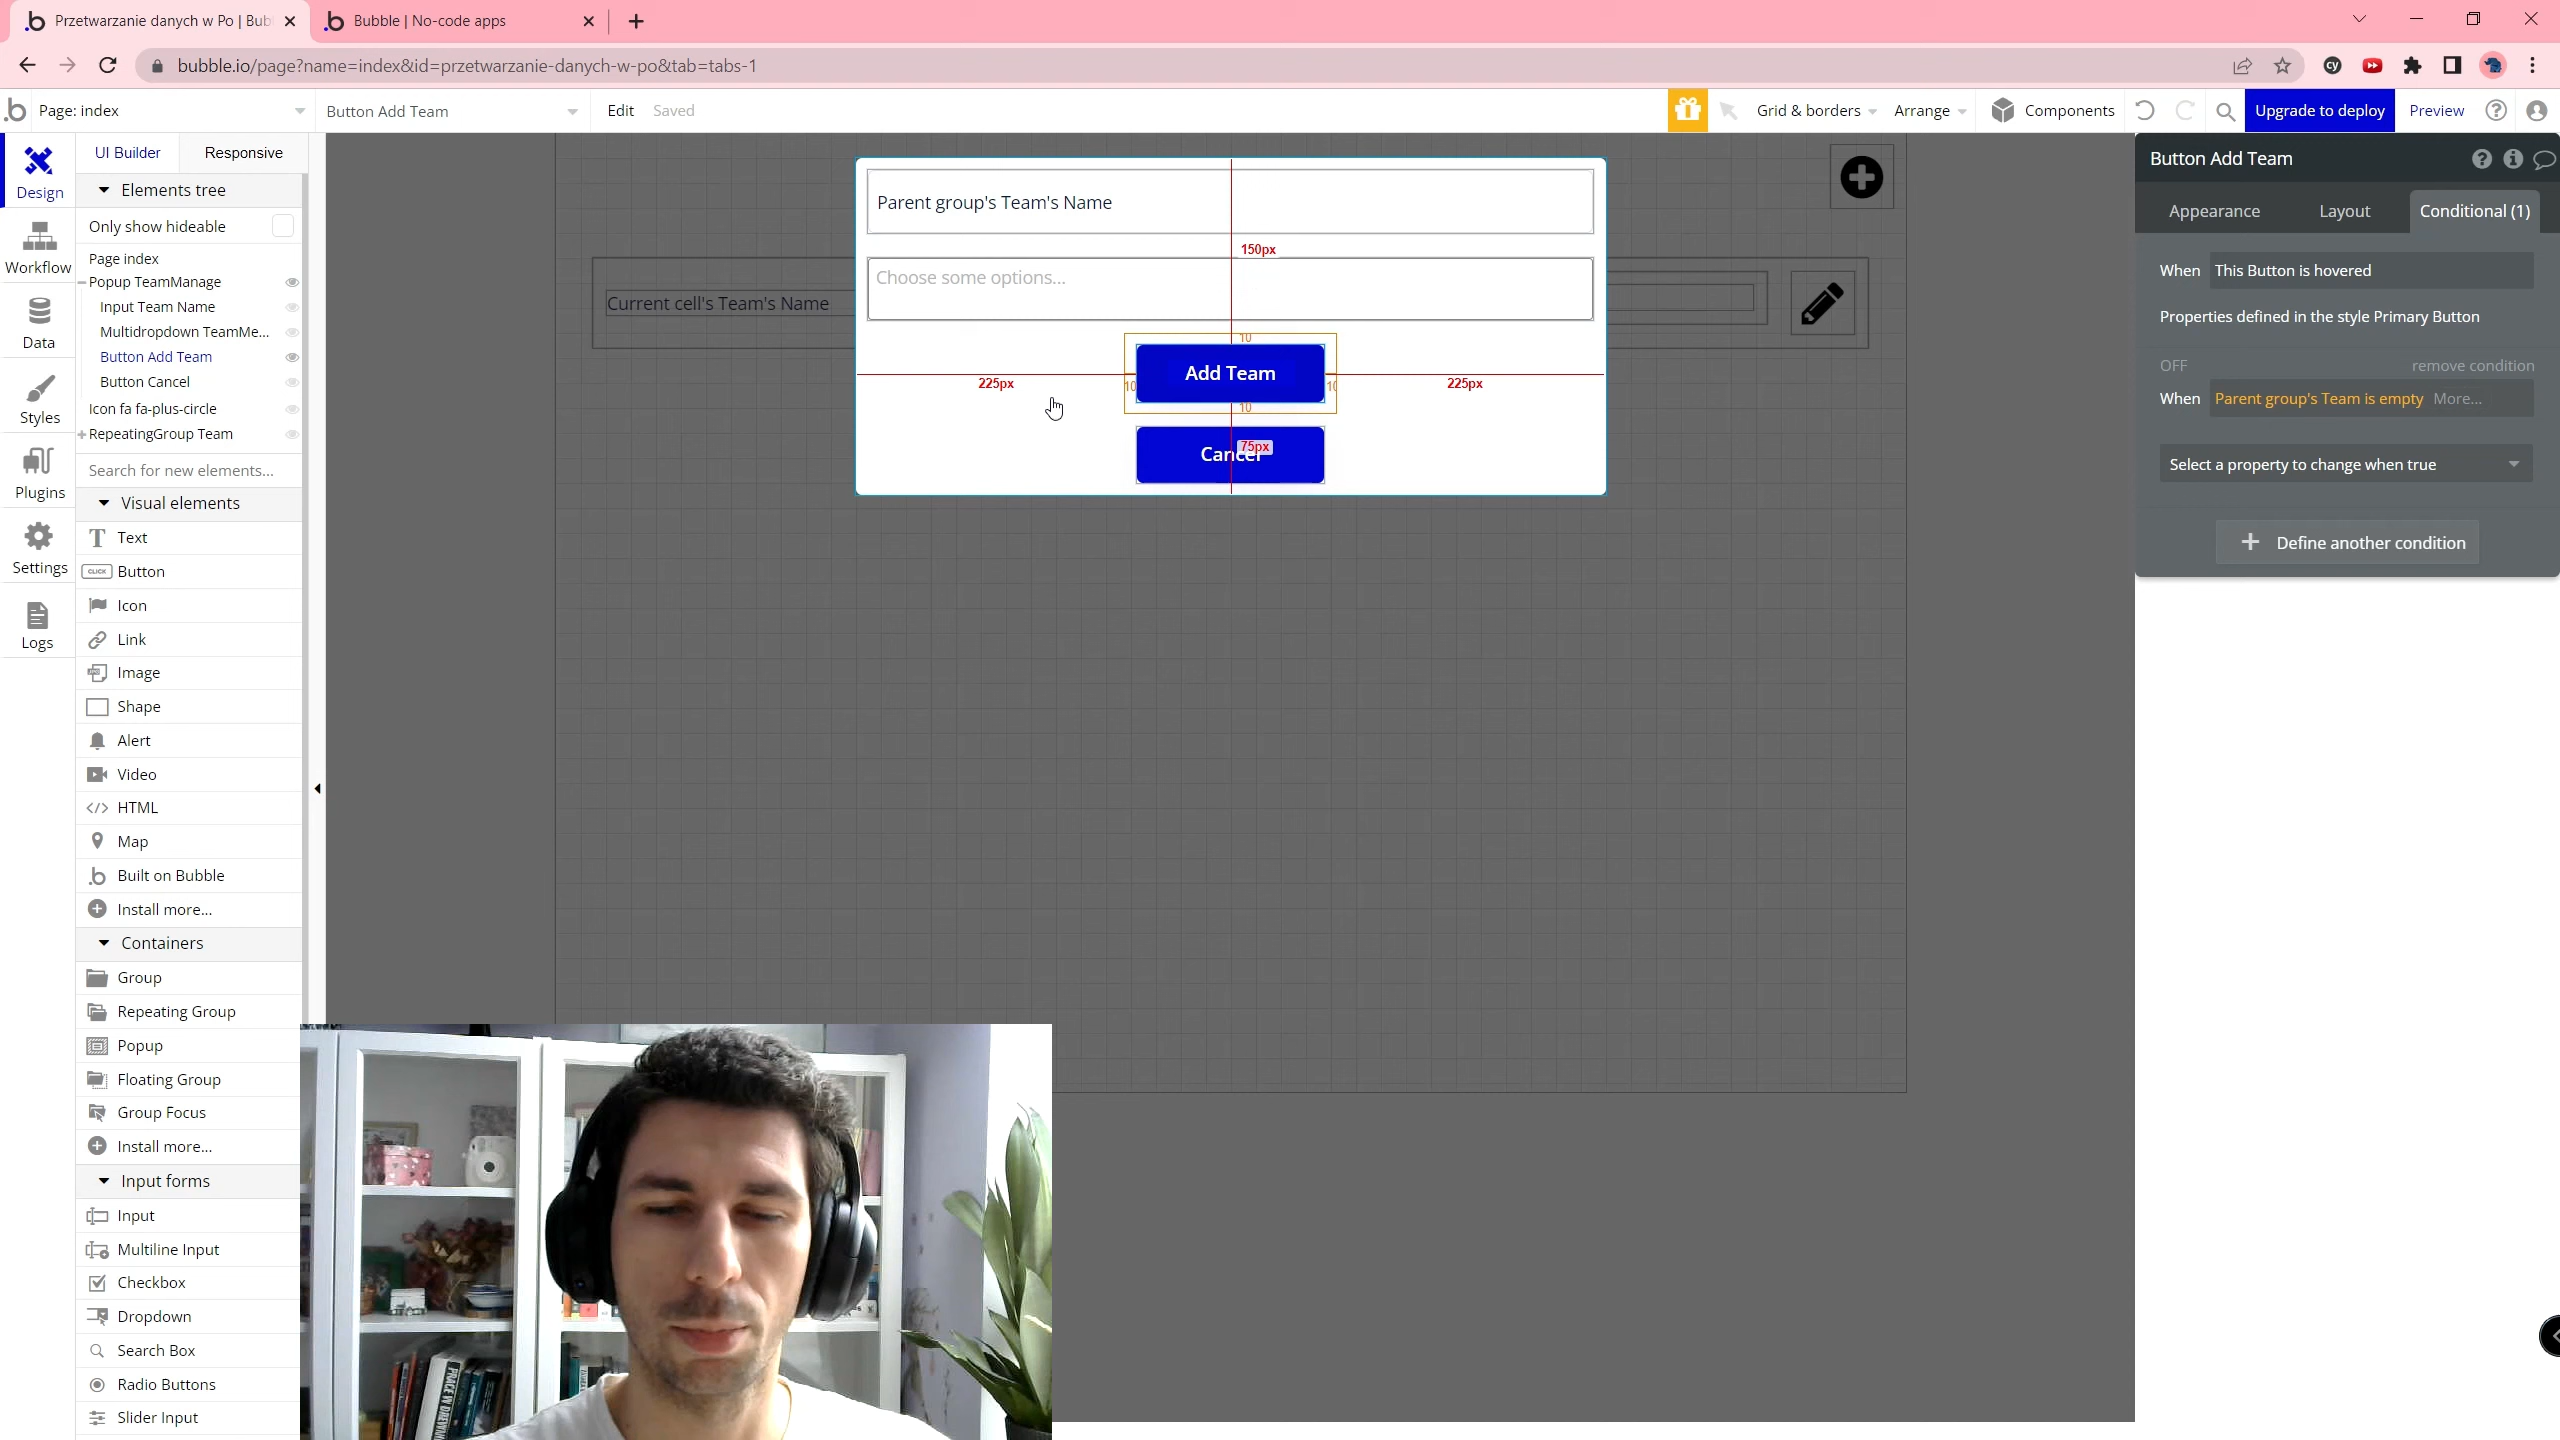 Przetwarzanie danych w Po | Bub
Bubble | No-code apps
bubble.io/page?name=index&id=przetwarzanie-danych-w-po&tab=tabs-1
Page: index
Button Add Team
Edit
Saved
Grid & borders
Arrange
Components
Upgrade to deploy
Preview
Design
Workflow
Data
Styles
Plugins
Settings
Logs
UI Builder
Responsive
Elements tree
Only show hideable
Page index
Popup TeamManage
Input Team Name
Multidropdown TeamMe...
Button Add Team
Button Cancel
Icon fa fa-plus-circle
RepeatingGroup Team
Search for new elements...
Visual elements
Text
CLICK Button
Icon
Link
Image
Shape
Alert
Video
HTML
Map
Built on Bubble
Install more...
Containers
Group
Repeating Group
Popup
Floating Group
Group Focus
Install more...
Input forms
Input
Multiline Input
Checkbox
Dropdown
Search Box
Radio Buttons
Slider Input
Parent group's Team's Name
150px
Choose some options...
Current cell's Team's Name
10
Add Team
225px
10
10
225px
10
Cancel
75px
Button Add Team
Appearance
Layout
Conditional (1)
When This Button is hovered
Properties defined in the style Primary Button
OFF
remove condition
When Parent group's Team is empty More...
Select a property to change when true
Define another condition